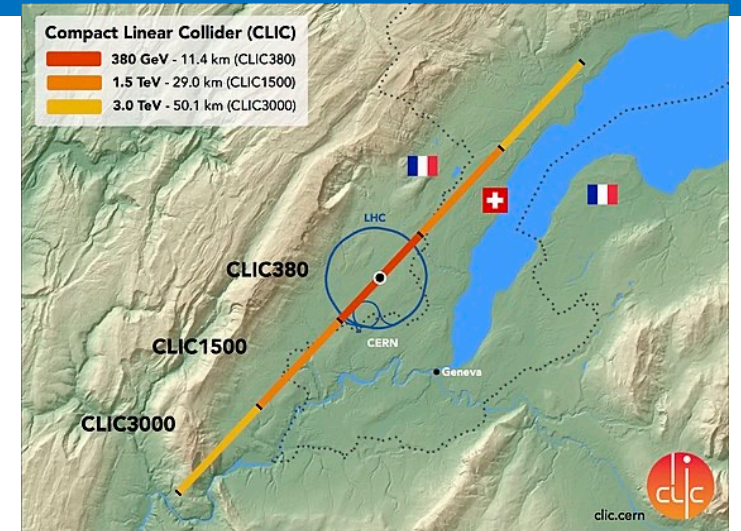 Compact Linear Collider (CLIC)
380 GeV - 11.4 km (CLIC380)
1.5 TeV - 29.0 km (CLIC1500)
3.0 TeV - 50.1 km (CLIC3000)
LHC
CLIC380
CLIC1500
CERN
Geneva
CLIC3000
clic
clic.cern